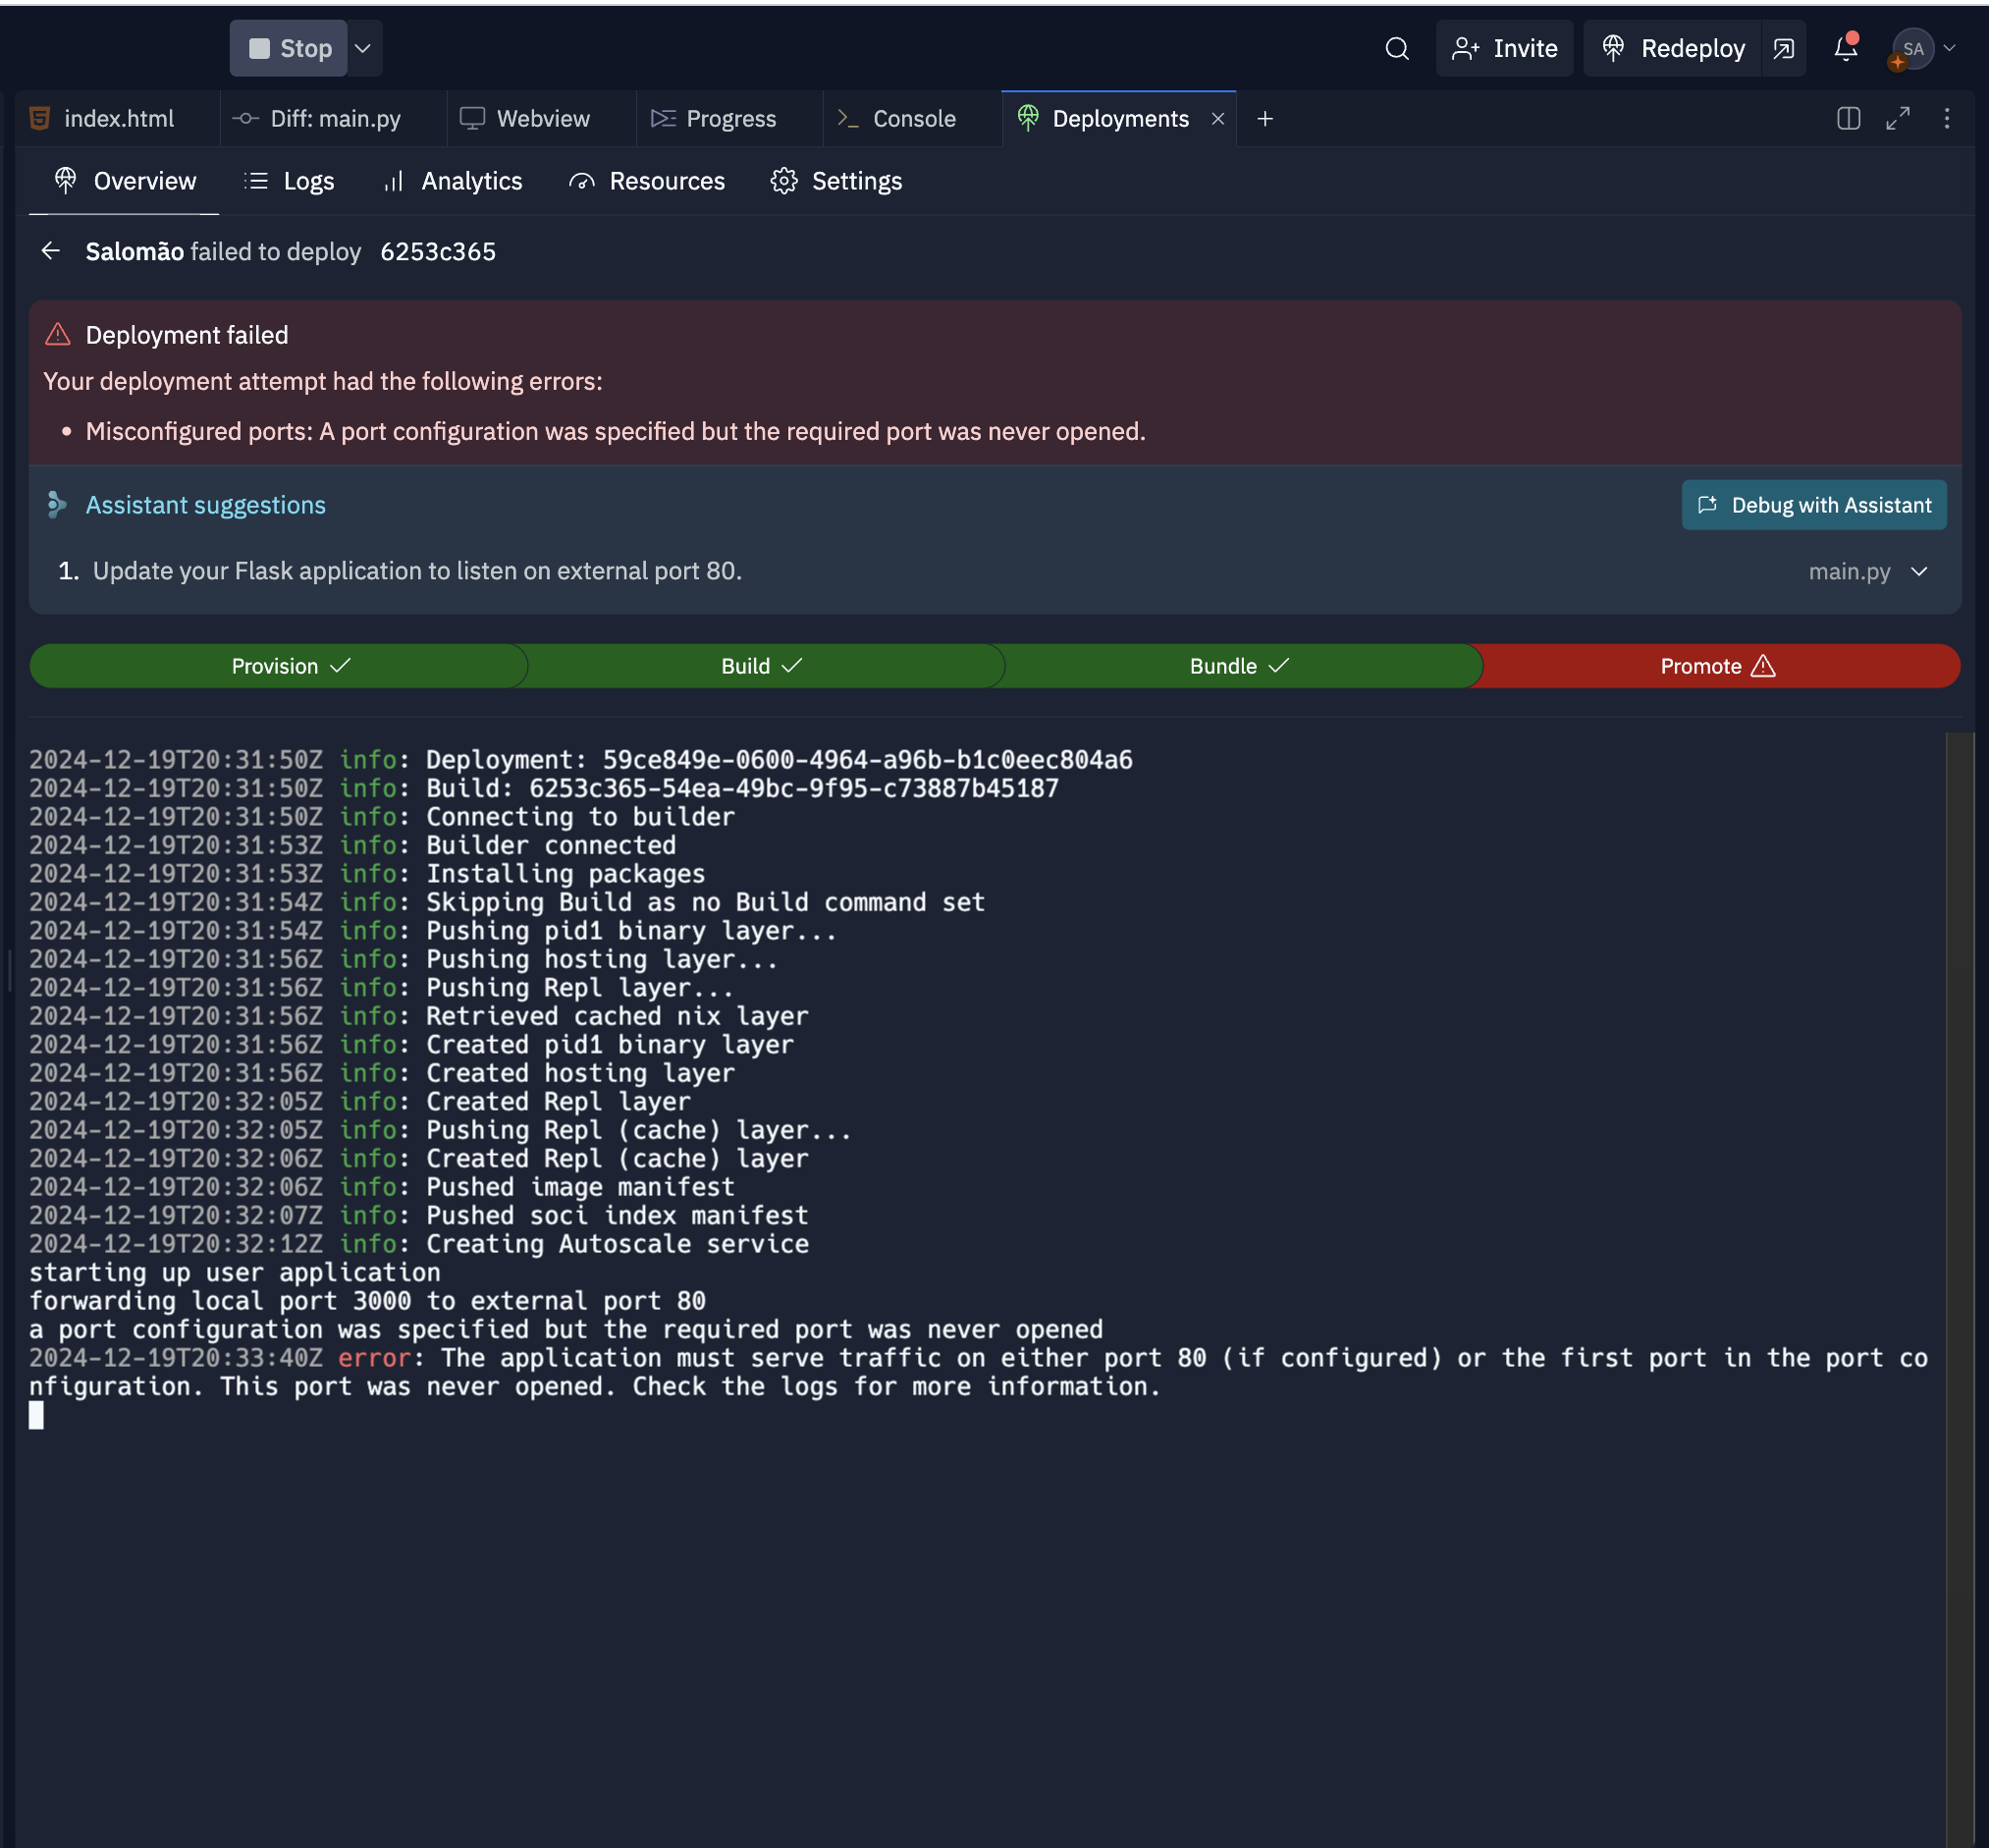 Stop
Invite
Redeploy
SA
index.html
Diff: main.py
Webview
Progress
Console
Deployments
Overview
Logs
Analytics
Resources
Settings
Salomão failed to deploy 6253c365
Deployment failed
Your deployment attempt had the following errors:
• Misconfigured ports: A port configuration was specified but the required port was never opened.
Assistant suggestions
Debug with Assistant
1. Update your Flask application to listen on external port 80.
main.py
Provision
Build
Bundle
Promote
2024-12-19T20:31:50Z info: Deployment: 59ce849e-0600-4964-a96b-b1c0eec804a6
2024-12-19T20:31:50Z info: Build: 6253c365-54ea-49bc-9f95-c73887b45187
2024-12-19T20:31:50Z info: Connecting to builder
2024-12-19T20:31:53Z info: Builder connected
2024-12-19T20:31:53Z info: Installing packages
2024-12-19T20:31:54Z info: Skipping Build as no Build command set
2024-12-19T20:31:54Z info: Pushing pid1 binary layer...
2024-12-19T20:31:56Z info: Pushing hosting layer...
2024-12-19T20:31:56Z info: Pushing Repl layer...
2024-12-19T20:31:56Z info: Retrieved cached nix layer
2024-12-19T20:31:56Z info: Created pid1 binary layer
2024-12-19T20:31:56Z info: Created hosting layer
2024-12-19T20:32:05Z info: Created Repl layer
2024-12-19T20:32:05Z info: Pushing Repl (cache) layer...
2024-12-19T20:32:06Z info: Created Repl (cache) layer
2024-12-19T20:32:06Z info: Pushed image manifest
2024-12-19T20:32:07Z info: Pushed soci index manifest
2024-12-19T20:32:12Z info: Creating Autoscale service
starting up user application
forwarding local port 3000 to external port 80
a port configuration was specified but the required port was never opened
2024-12-19T20:33:40Z error: The application must serve traffic on either port 80 (if configured) or the first port in the port co
nfiguration. This port was never opened. Check the logs for more information.